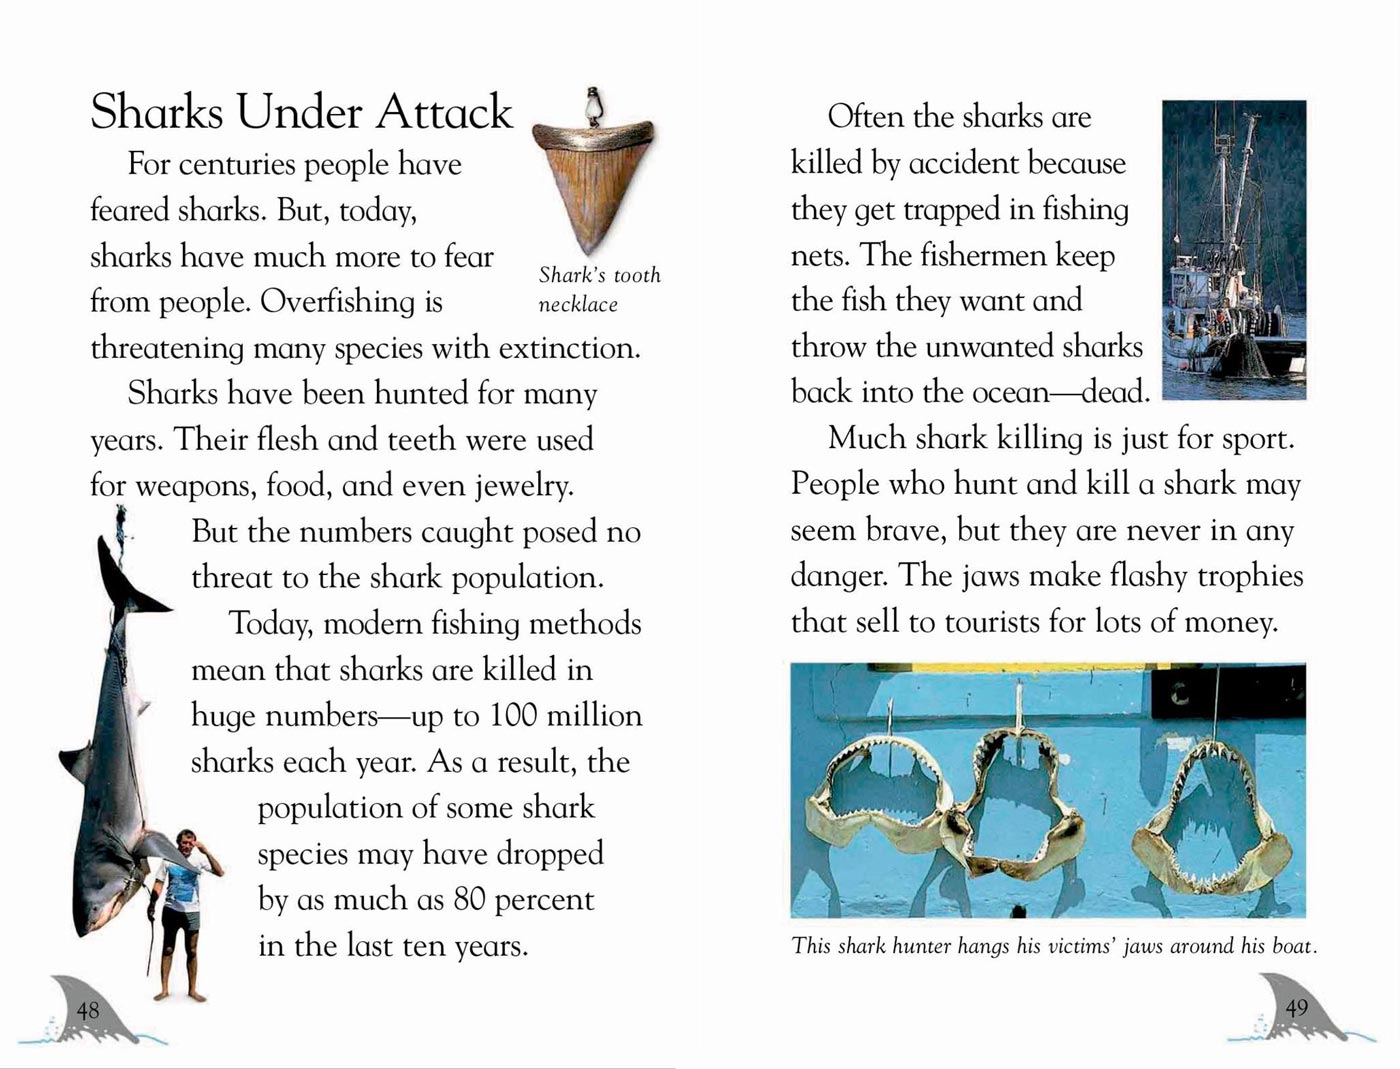 Sharks Under Attack
For centuries people have
feared sharks. But, today,
sharks have much more to fear
from people. Overfishing is
threatening many species with extinction.
Shark's tooth
necklace
Sharks have been hunted for many
years. Their flesh and teeth were used
for weapons, food, and even jewelry.
But the numbers caught posed no
threat to the shark population.
Today, modern fishing methods
mean that sharks are killed in
huge numbers—up to 100 million
sharks each year. As a result, the
population of some shark
species may have dropped
by as much as 80 percent
in the last ten years.
48
Often the sharks are
killed by accident because
they get trapped in fishing
nets. The fishermen keep
the fish they want and
throw the unwanted sharks
back into the ocean—dead.
Much shark killing is just for sport.
People who hunt and kill a shark may
seem brave, but they are never in any
danger. The jaws make flashy trophies
that sell to tourists for lots of money.
This shark hunter hangs his victims' jaws around his boat.
49